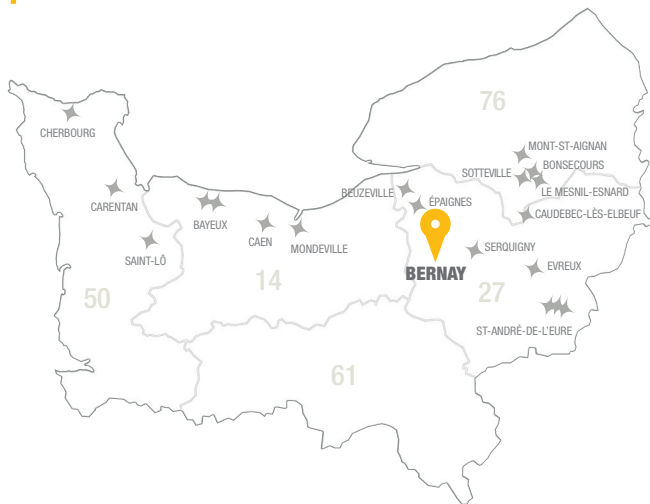 76
CHERBOURG
MONT-ST-AIGNAN
BONSECOURS
SOTTEVILLE
LE MESNIL-ESNARD
BEUZEVILLE
ÉPAIGNES
CARENTAN
CAUDEBEC-LÈS-ELBEUF
BAYEUX
CAEN
MONDEVILLE
SERQUIGNY
SAINT-LÔ
EVREUX
BERNAY
14
27
50
ST-ANDRÉ-DE-L'EURE
61